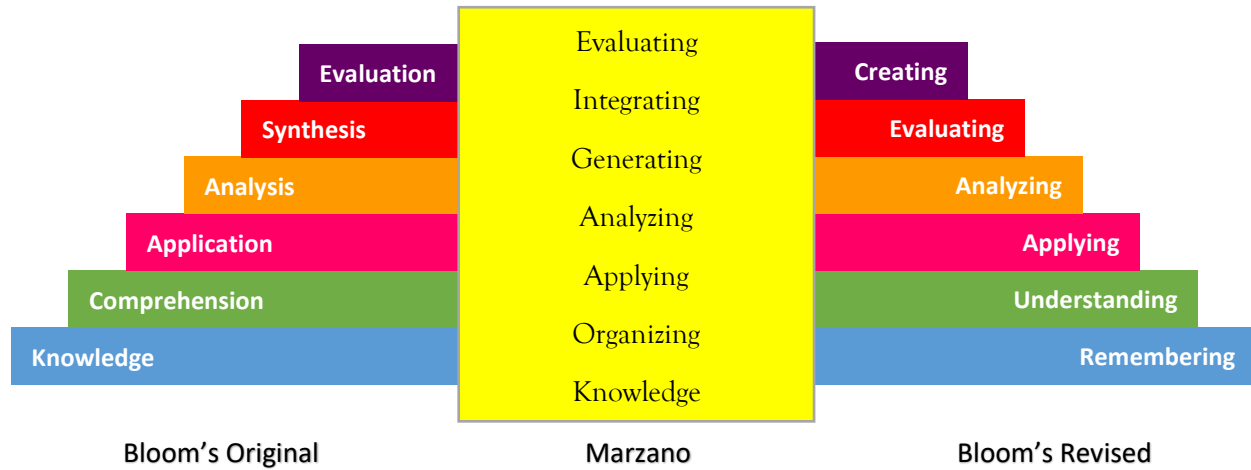 Evaluation
Synthesis
Analysis
Application
Comprehension
Knowledge
Bloom’s Original
Evaluating
Integrating
Generating
Analyzing
Applying
Organizing
Knowledge
Marzano
Creating
Evaluating
Analyzing
Applying
Understanding
Remembering
Bloom’s Revised